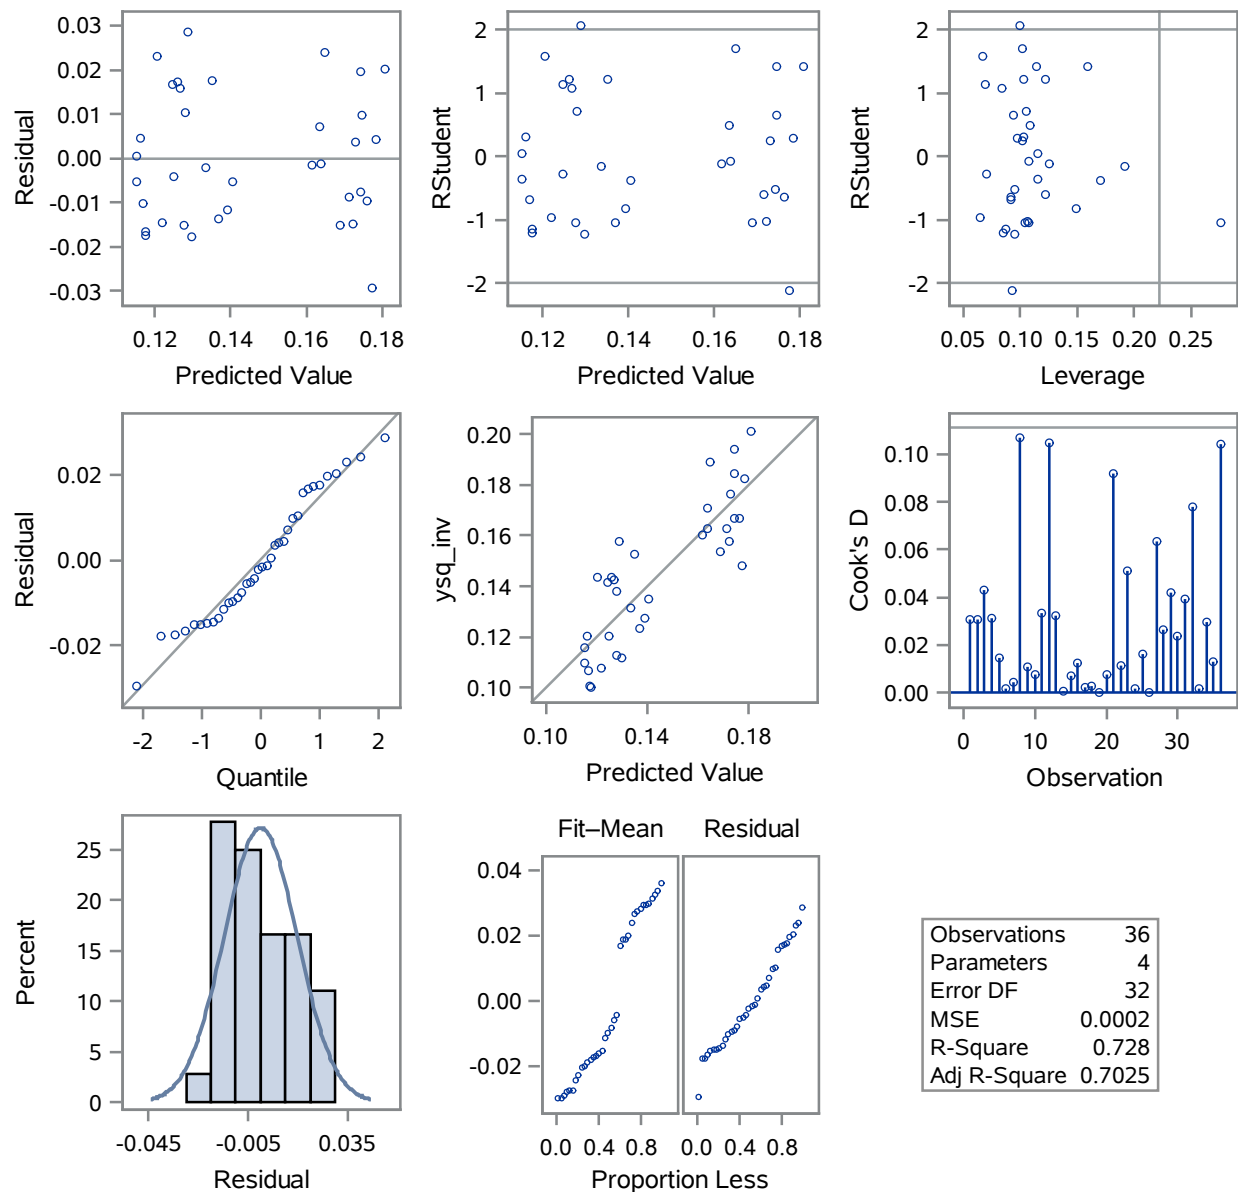 0.03
0.02
0.01
0.00
-0.01
-0.02
-0.03
Residual
0.12 0.14 0.16 0.18
Predicted Value
2
1
0
-1
-2
RStudent
0.12 0.14 0.16 0.18
Predicted Value
2
1
0
-1
-2
RStudent
0.05 0.10 0.15 0.20 0.25
Leverage
0.02
0.00
-0.02
Residual
-2 -1 0 1 2
Quantile
0.20
0.18
0.16
0.14
0.12
0.10
ysq_inv
0.10 0.14 0.18
Predicted Value
0.10
0.08
0.06
0.04
0.02
0.00
Cook's D
0 10 20 30
Observation
25
20
15
10
5
0
Percent
-0.045 -0.005 0.035
Residual
Fit–Mean Residual
0.04
0.02
0.00
-0.02
0.0 0.4 0.8 0.0 0.4 0.8
Proportion Less
Observations 36
Parameters 4
Error DF 32
MSE 0.0002
R-Square 0.728
Adj R-Square 0.7025